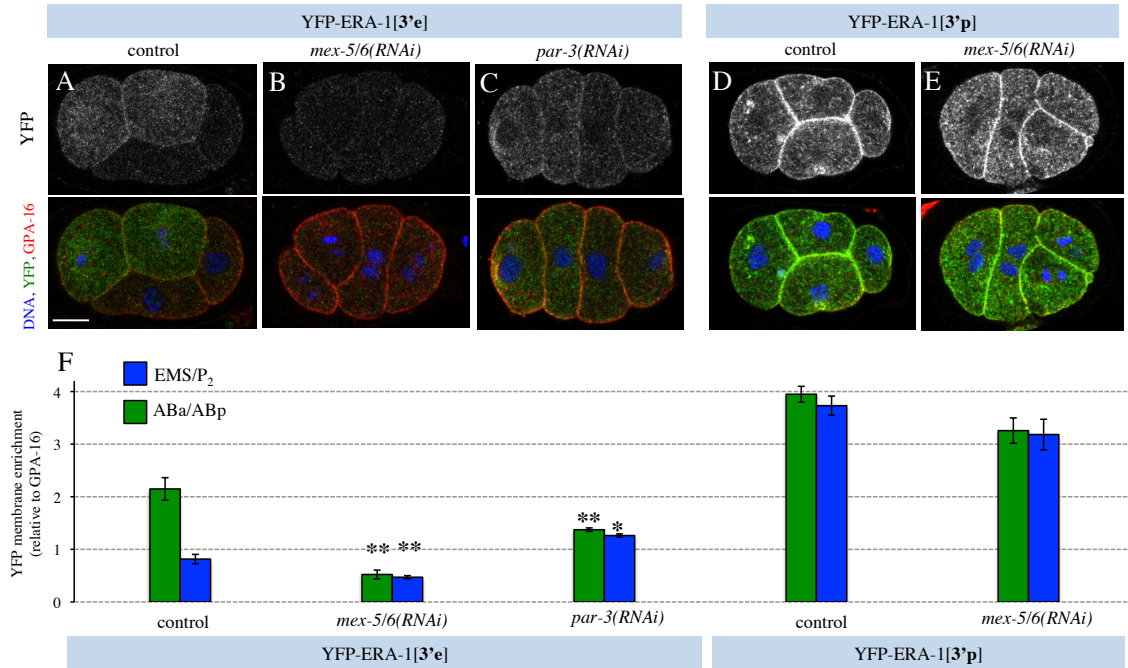 YFP-ERA-1[3'e] YFP-ERA-1[3'p]
control mex-5/6(RNAi) par-3(RNAi) control mex-5/6(RNAi)
A B C D E
YFP
DNA, YFP, GPA-16
F
EMS/P₂
ABa/ABp
YFP membrane enrichment
(relative to GPA-16)
4
3
2
1
0
** ** ** *
control mex-5/6(RNAi) par-3(RNAi) control mex-5/6(RNAi)
YFP-ERA-1[3'e] YFP-ERA-1[3'p]